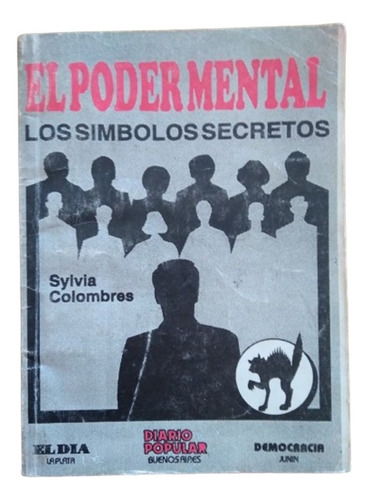 EL PODER MENTAL
LOS SIMBOLOS SECRETOS
Sylvia
Colombres
EL DIA
LA PLATA
DIARIO
POPULAR
BUENOS AIRES
DEMOCRACIA
JUNIN